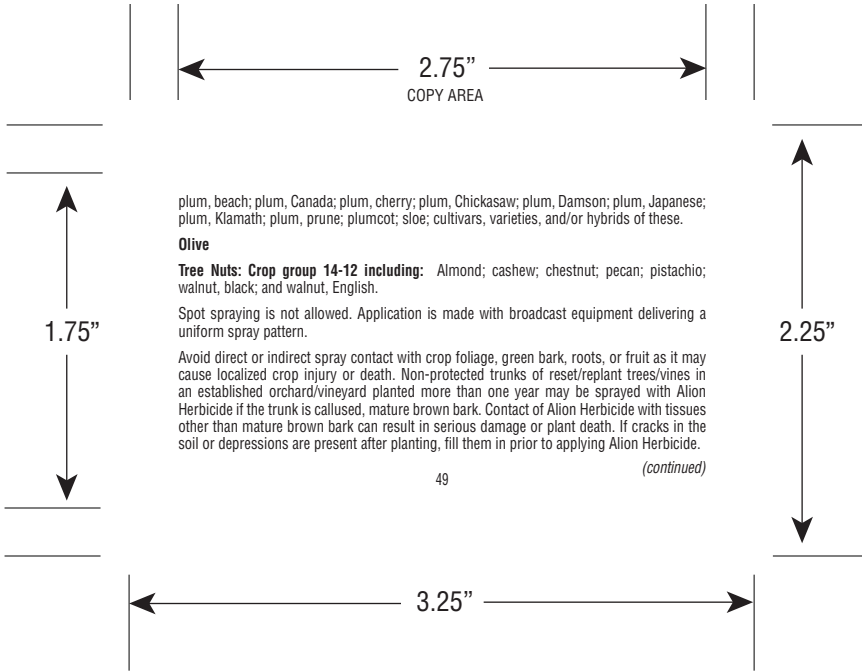 2.75”
COPY AREA
plum, beach; plum, Canada; plum, cherry; plum, Chickasaw; plum, Damson; plum, Japanese;
plum, Klamath; plum, prune; plumcot; sloe; cultivars, varieties, and/or hybrids of these.
Olive
Tree Nuts: Crop group 14-12 including: Almond; cashew; chestnut; pecan; pistachio;
walnut, black; and walnut, English.
Spot spraying is not allowed. Application is made with broadcast equipment delivering a
uniform spray pattern.
1.75”
2.25”
Avoid direct or indirect spray contact with crop foliage, green bark, roots, or fruit as it may
cause localized crop injury or death. Non-protected trunks of reset/replant trees/vines in
an established orchard/vineyard planted more than one year may be sprayed with Alion
Herbicide if the trunk is callused, mature brown bark. Contact of Alion Herbicide with tissues
other than mature brown bark can result in serious damage or plant death. If cracks in the
soil or depressions are present after planting, fill them in prior to applying Alion Herbicide.
(continued)
49
3.25”